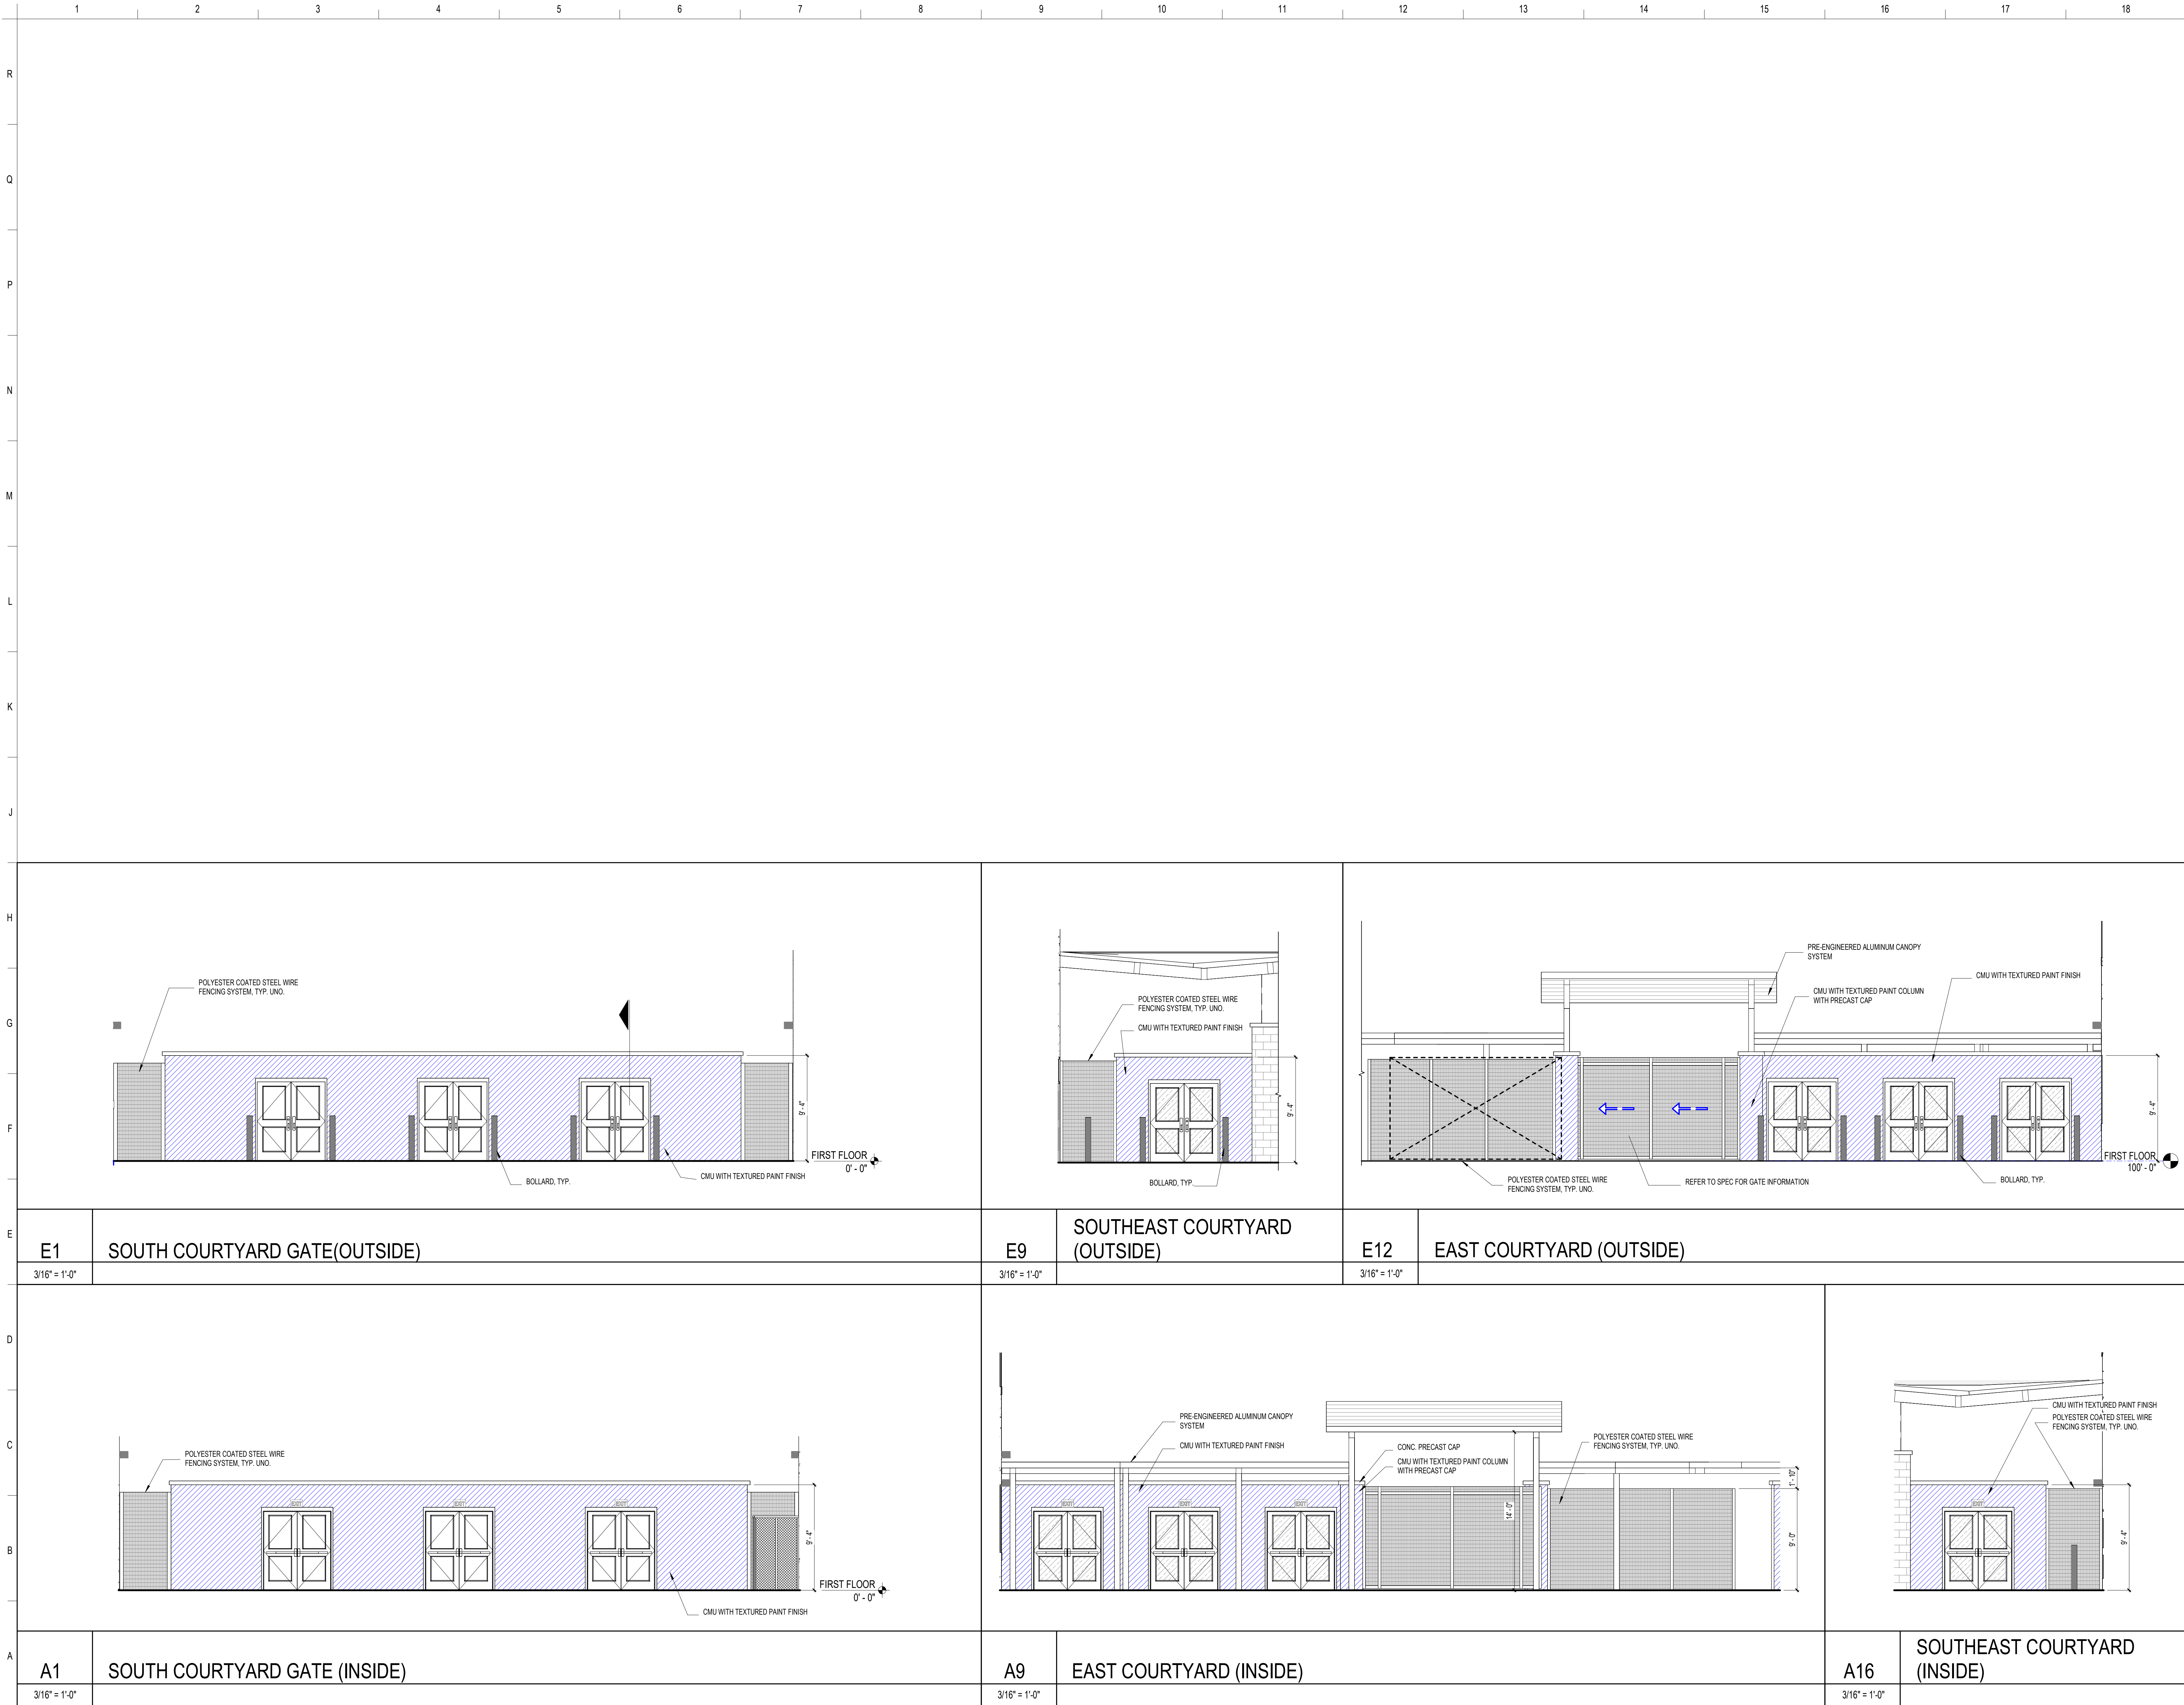 1 2 3 4 5 6 7 8 9 10 11 12 13 14 15 16 17 18
R
Q
P
N
M
L
K
J
H
G
F
E
D
C
B
A
POLYESTER COATED STEEL WIRE
FENCING SYSTEM, TYP. UNO.
9' - 4"
FIRST FLOOR
0' - 0"
BOLLARD, TYP.
CMU WITH TEXTURED PAINT FINISH
E1
SOUTH COURTYARD GATE(OUTSIDE)
3/16" = 1'-0"
POLYESTER COATED STEEL WIRE
FENCING SYSTEM, TYP. UNO.
CMU WITH TEXTURED PAINT FINISH
9' - 4"
BOLLARD, TYP.
E9
SOUTHEAST COURTYARD
(OUTSIDE)
3/16" = 1'-0"
PRE-ENGINEERED ALUMINUM CANOPY
SYSTEM
CMU WITH TEXTURED PAINT FINISH
CMU WITH TEXTURED PAINT COLUMN
WITH PRECAST CAP
9' - 4"
FIRST FLOOR
100' - 0"
POLYESTER COATED STEEL WIRE
FENCING SYSTEM, TYP. UNO.
REFER TO SPEC FOR GATE INFORMATION
BOLLARD, TYP.
E12
EAST COURTYARD (OUTSIDE)
3/16" = 1'-0"
POLYESTER COATED STEEL WIRE
FENCING SYSTEM, TYP. UNO.
EXIT
EXIT
EXIT
9' - 4"
FIRST FLOOR
0' - 0"
CMU WITH TEXTURED PAINT FINISH
A1
SOUTH COURTYARD GATE (INSIDE)
3/16" = 1'-0"
PRE-ENGINEERED ALUMINUM CANOPY
SYSTEM
CMU WITH TEXTURED PAINT FINISH
CONC. PRECAST CAP
CMU WITH TEXTURED PAINT COLUMN
WITH PRECAST CAP
POLYESTER COATED STEEL WIRE
FENCING SYSTEM, TYP. UNO.
EXIT
EXIT
EXIT
14' - 0"
1' - 10"
9' - 0"
A9
EAST COURTYARD (INSIDE)
3/16" = 1'-0"
CMU WITH TEXTURED PAINT FINISH
POLYESTER COATED STEEL WIRE
FENCING SYSTEM, TYP. UNO.
EXIT
9' - 4"
A16
SOUTHEAST COURTYARD
(INSIDE)
3/16" = 1'-0"